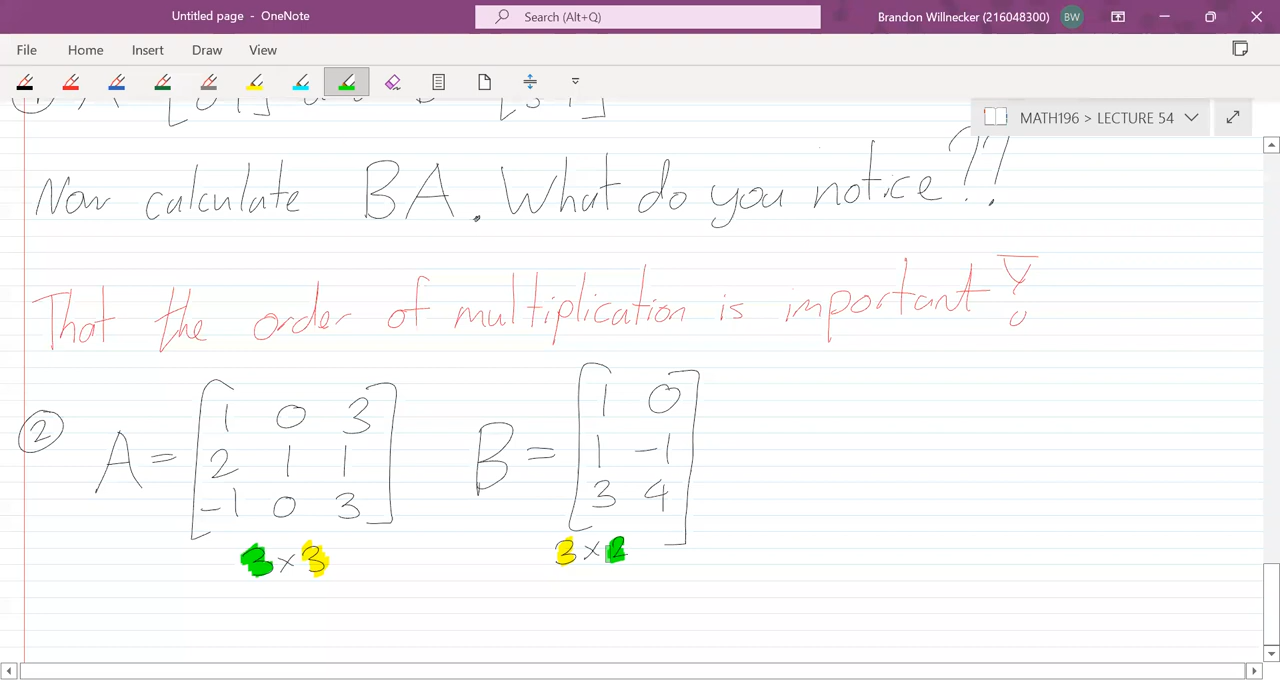 Untitled page - OneNote
Search (Alt+Q)
Brandon Willnecker (216048300)
BW
File Home Insert Draw View
MATH196 > LECTURE 54
Now calculate BA. What do you notice??
That the order of multiplication is important!
2 A = [1 0 3 B = [1 0
2 1 1 1 -1
-1 0 3] 3 4]
3 × 3 3 × 2